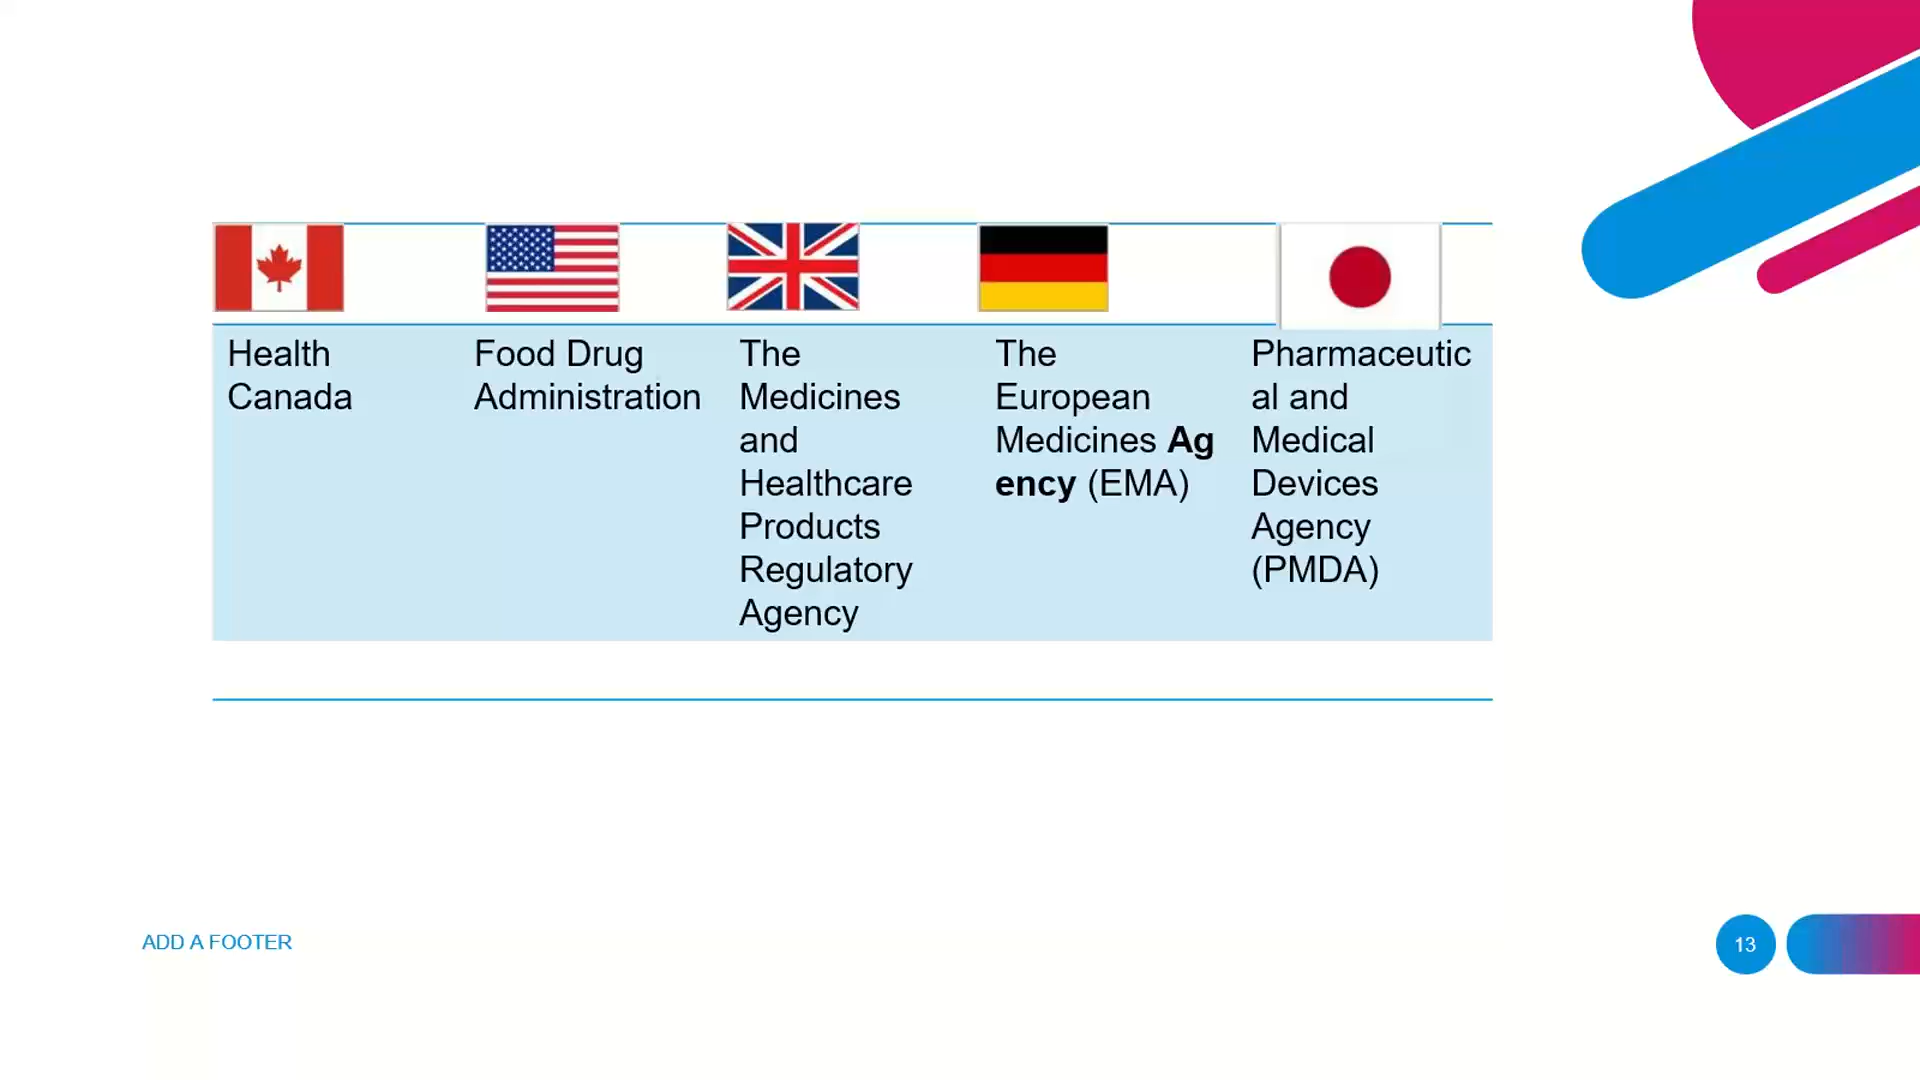 Health
Canada
Food Drug
Administration
The
Medicines
and
Healthcare
Products
Regulatory
Agency
The
European
Medicines Ag
ency (EMA)
Pharmaceutic
al and
Medical
Devices
Agency
(PMDA)
ADD A FOOTER
13